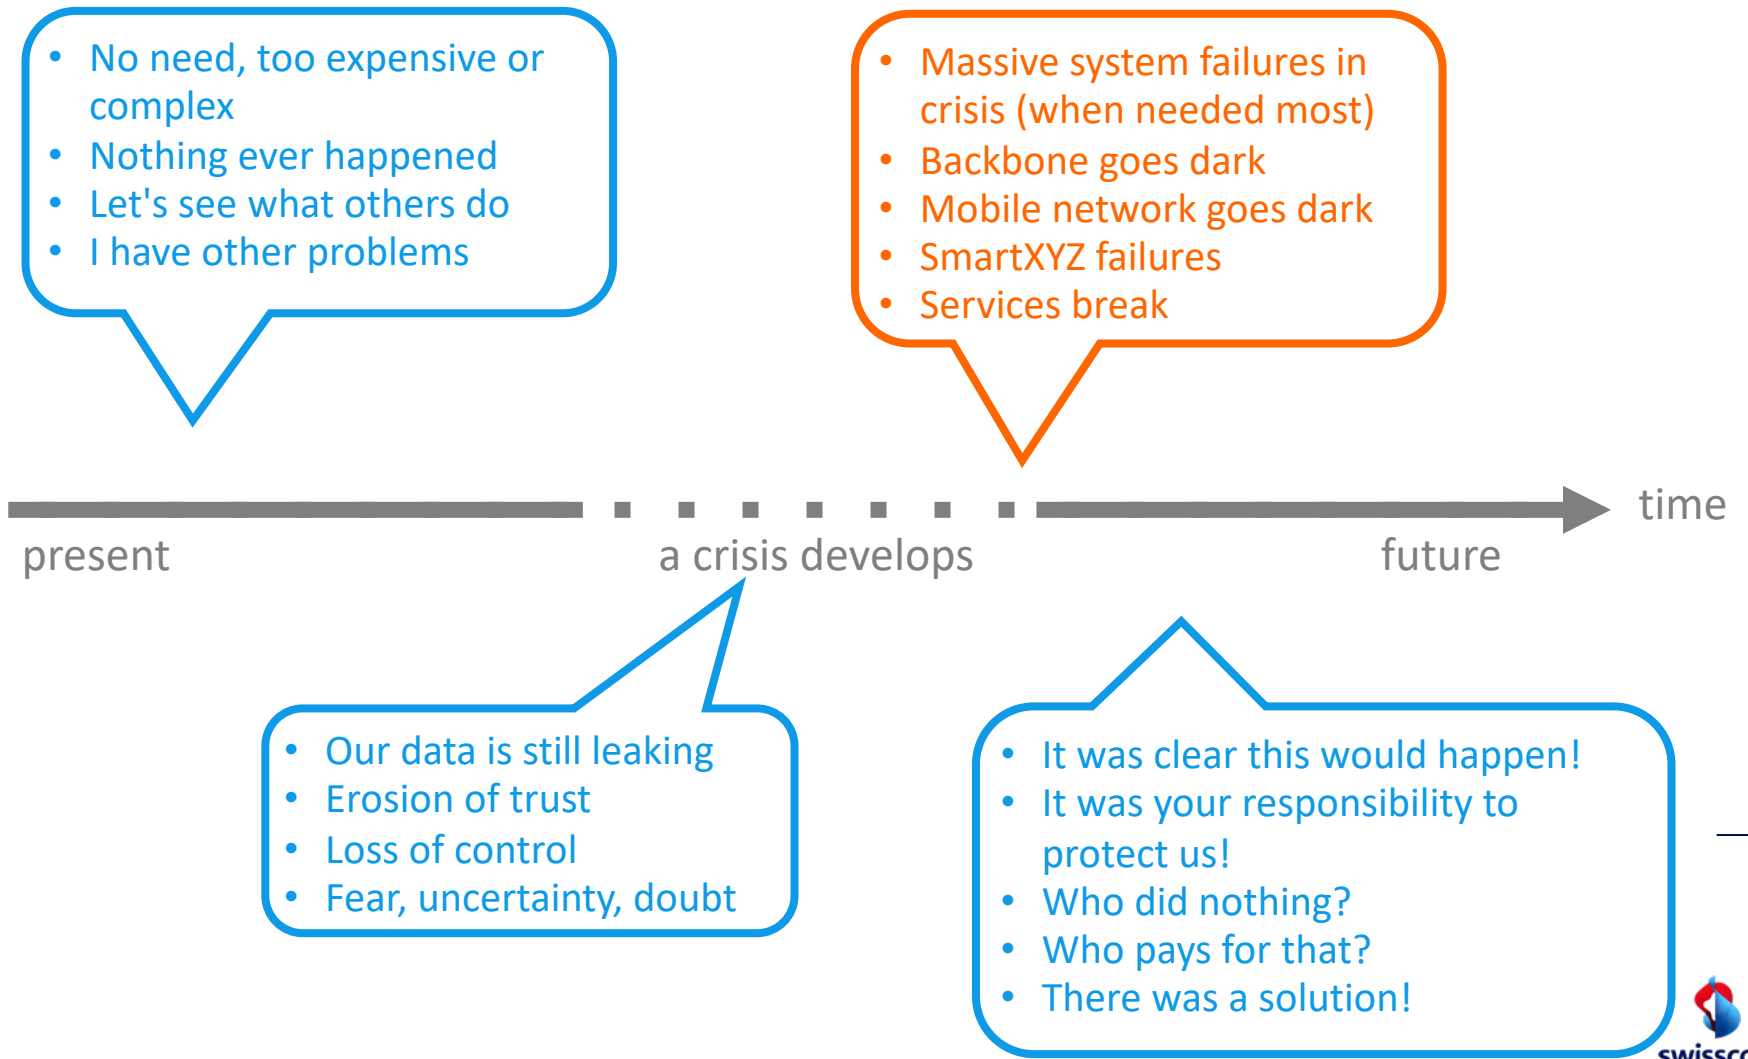 • No need, too expensive or
complex
• Nothing ever happened
• Let's see what others do
• I have other problems
• Massive system failures in
crisis (when needed most)
• Backbone goes dark
• Mobile network goes dark
• SmartXYZ failures
• Services break
time
present
a crisis develops
future
• Our data is still leaking
• Erosion of trust
• Loss of control
• Fear, uncertainty, doubt
• It was clear this would happen!
• It was your responsibility to
protect us!
• Who did nothing?
• Who pays for that?
• There was a solution!
swissco